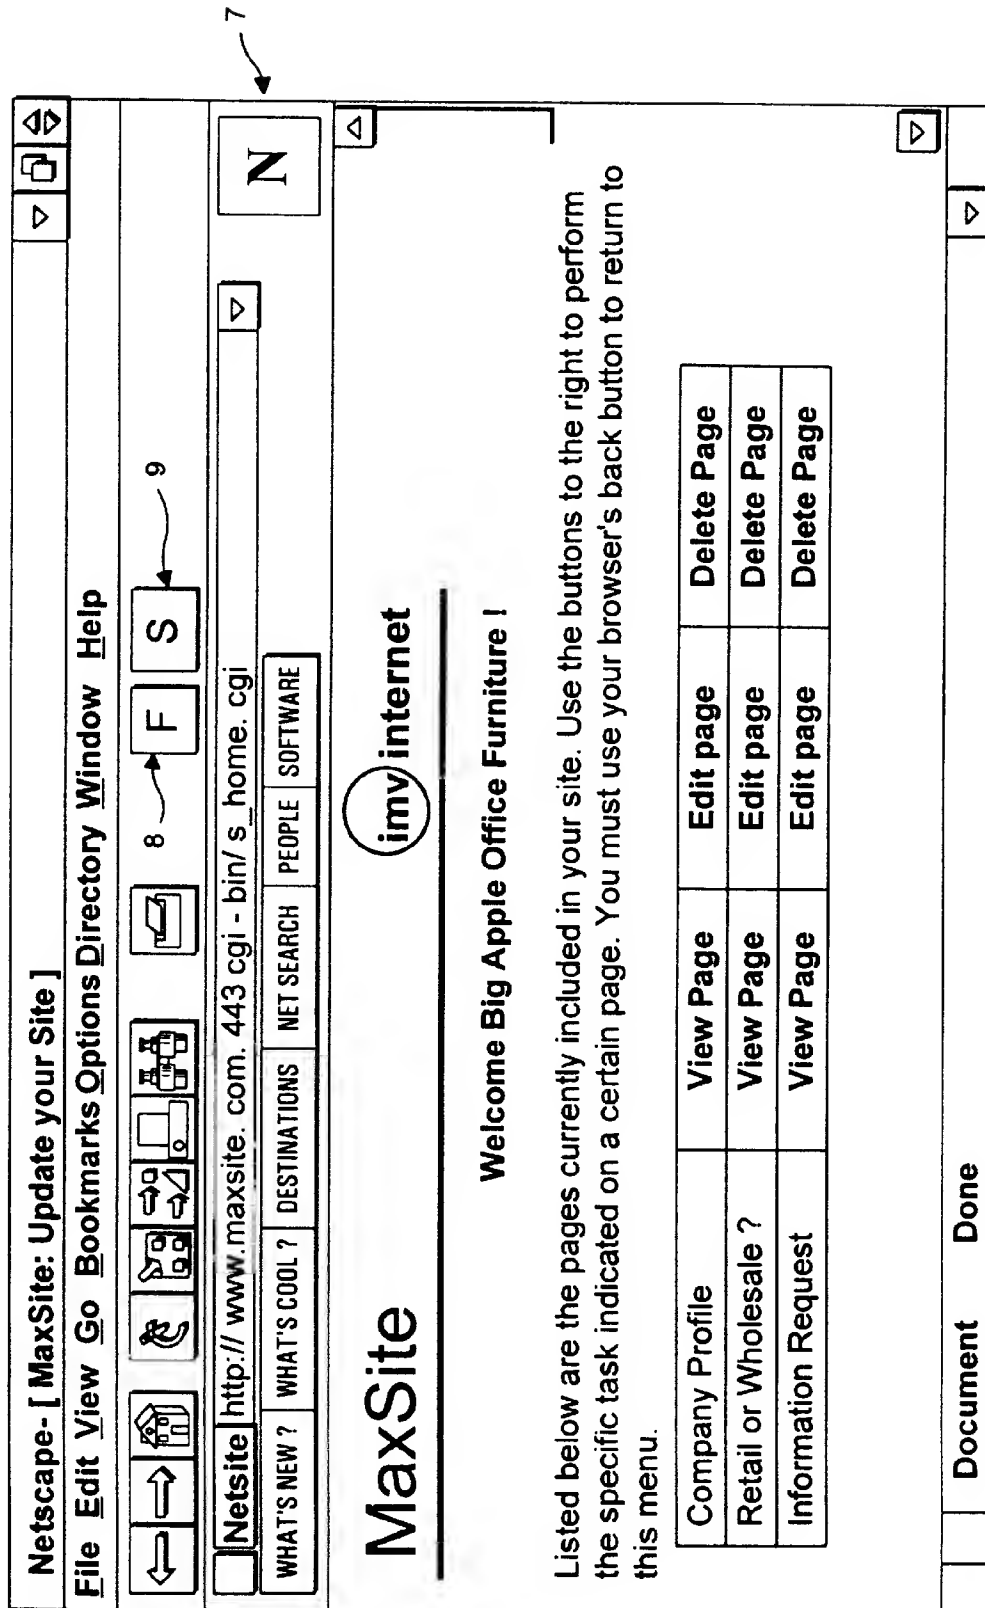 7
Netscape- [ MaxSite: Update your Site ]
File Edit View Go Bookmarks Options Directory Window Help
8 F S 9
N
Netsite http:// www.maxsite. com. 443 cgi - bin/ s_home. cgi
WHAT'S NEW ? WHAT'S COOL ? DESTINATIONS NET SEARCH PEOPLE SOFTWARE
MaxSite imv internet
Welcome Big Apple Office Furniture !
Listed below are the pages currently included in your site. Use the buttons to the right to perform
the specific task indicated on a certain page. You must use your browser's back button to return to
this menu.
Company Profile View Page Edit page Delete Page
Retail or Wholesale ? View Page Edit page Delete Page
Information Request View Page Edit page Delete Page
Document Done